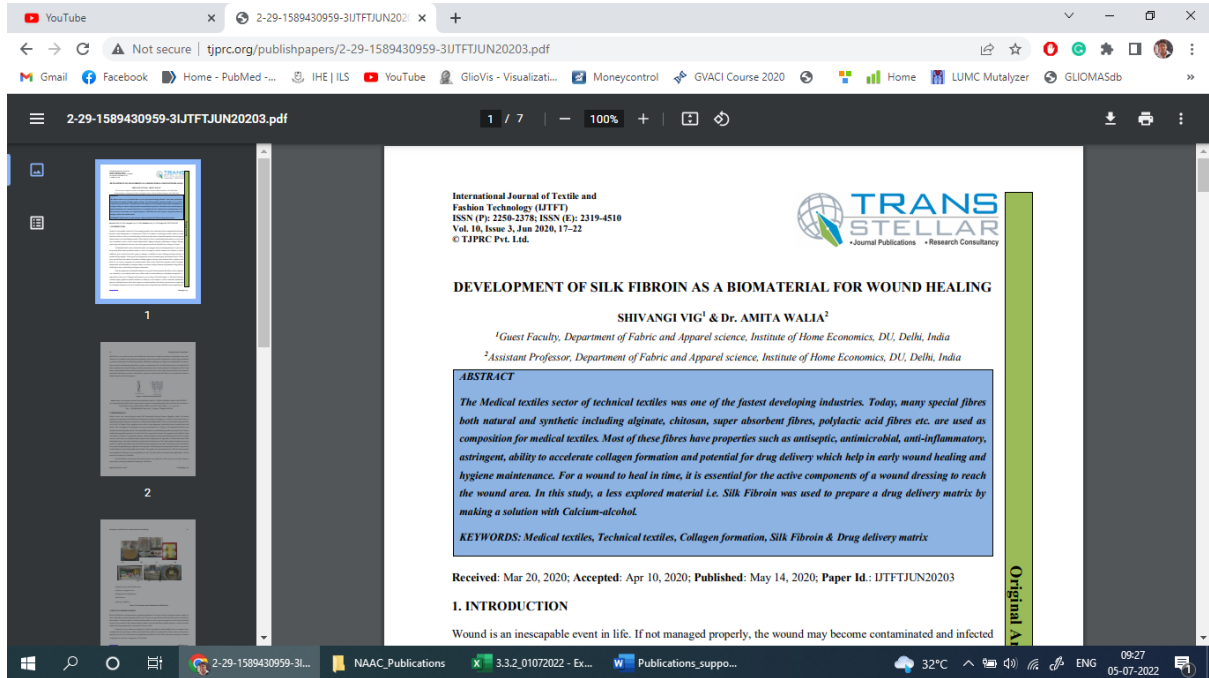 YouTube
2-29-1589430959-3IJTFTJUN2020
Not secure | tjprc.org/publishpapers/2-29-1589430959-3IJTFTJUN20203.pdf
Gmail Facebook Home - PubMed -... IHE | ILS YouTube GlioVis - Visualizati... Moneycontrol GVACI Course 2020 Home LUMC Mutalyzer GLIOMASdb »
2-29-1589430959-3IJTFTJUN20203.pdf
1 / 7 | — 100% + |
1
2
International Journal of Textile and
Fashion Technology (IJTFT)
ISSN (P): 2250-2378; ISSN (E): 2319-4510
Vol. 10, Issue 3, Jun 2020, 17–22
© TJPRC Pvt. Ltd.
TRANS
STELLAR
•Journal Publications • Research Consultancy
DEVELOPMENT OF SILK FIBROIN AS A BIOMATERIAL FOR WOUND HEALING
SHIVANGI VIG¹ & Dr. AMITA WALIA²
¹Guest Faculty, Department of Fabric and Apparel science, Institute of Home Economics, DU, Delhi, India
²Assistant Professor, Department of Fabric and Apparel science, Institute of Home Economics, DU, Delhi, India
ABSTRACT
The Medical textiles sector of technical textiles was one of the fastest developing industries. Today, many special fibres
both natural and synthetic including alginate, chitosan, super absorbent fibres, polylactic acid fibres etc. are used as
composition for medical textiles. Most of these fibres have properties such as antiseptic, antimicrobial, anti-inflammatory,
astringent, ability to accelerate collagen formation and potential for drug delivery which help in early wound healing and
hygiene maintenance. For a wound to heal in time, it is essential for the active components of a wound dressing to reach
the wound area. In this study, a less explored material i.e. Silk Fibroin was used to prepare a drug delivery matrix by
making a solution with Calcium-alcohol.
KEYWORDS: Medical textiles, Technical textiles, Collagen formation, Silk Fibroin & Drug delivery matrix
Received: Mar 20, 2020; Accepted: Apr 10, 2020; Published: May 14, 2020; Paper Id.: IJTFTJUN20203
1. INTRODUCTION
Wound is an inescapable event in life. If not managed properly, the wound may become contaminated and infected
Original Ar
2-29-1589430959-3I... NAAC_Publications 3.3.2_01072022 - Ex... Publications_suppo... 32°C ENG 09:27
05-07-2022